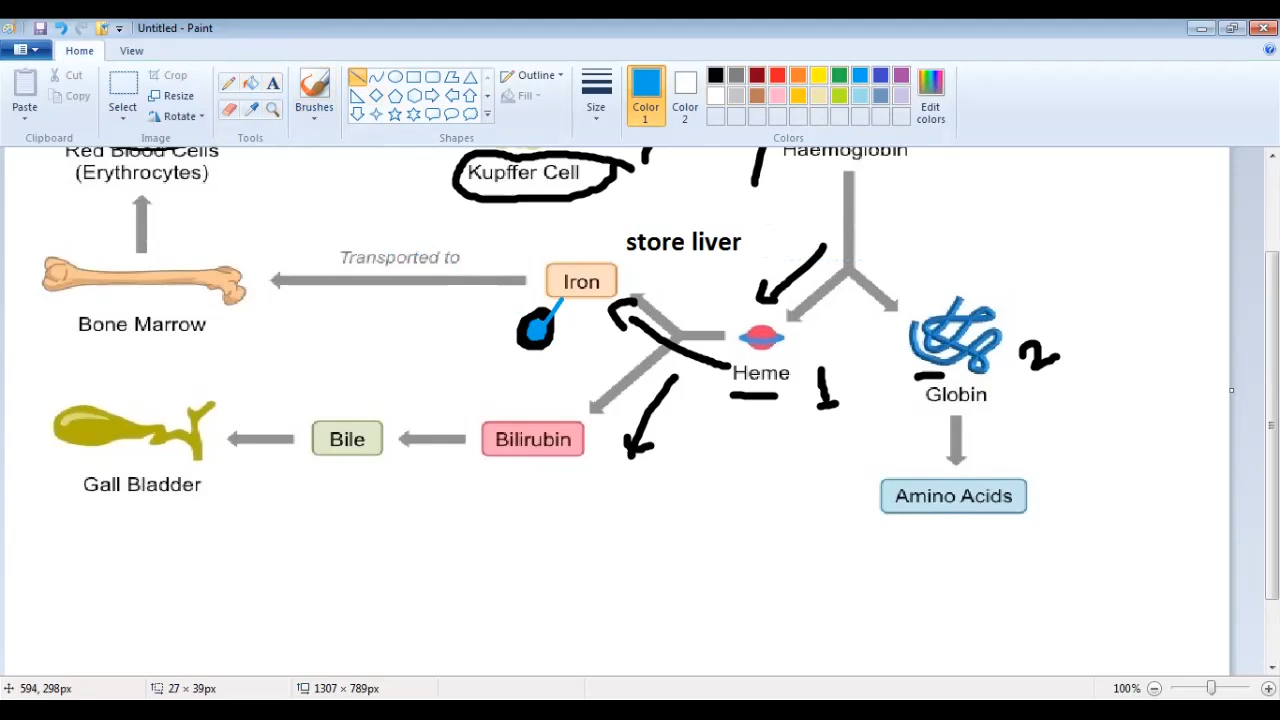 Untitled - Paint
Home
View
Paste
Cut
Copy
Clipboard
Select
Crop
Resize
Rotate
Image
A
Tools
Brushes
Outline
Fill
Shapes
Size
Color 1
Color 2
Edit colors
Colors
Red Blood Cells
(Erythrocytes)
Kupffer Cell
Haemoglobin
store liver
Transported to
Iron
Bone Marrow
Heme
1
Globin
2
Gall Bladder
Bile
Bilirubin
Amino Acids
594, 298px
27 × 39px
1307 × 789px
100%